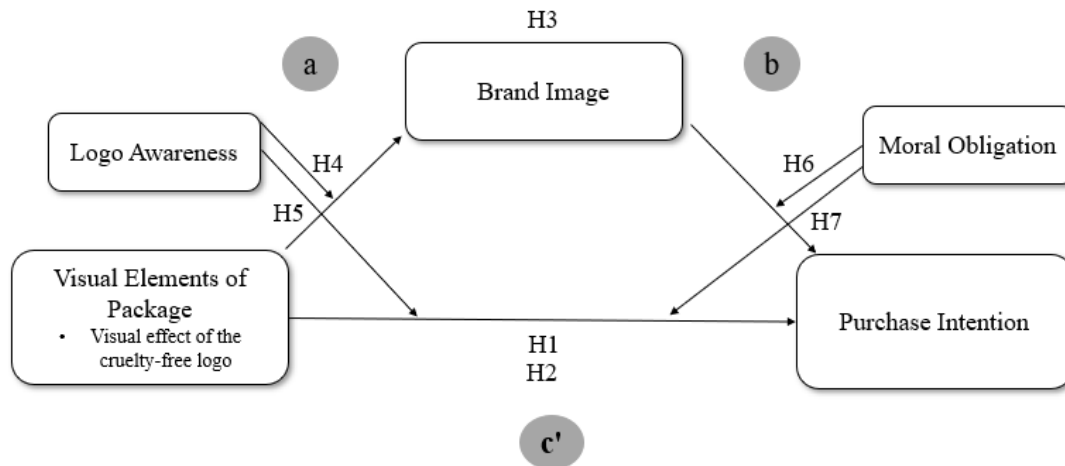 H3
a
b
Brand Image
Logo Awareness
Moral Obligation
H4
H6
H5
H7
Visual Elements of
Package
• Visual effect of the
cruelty-free logo
Purchase Intention
H1
H2
c'